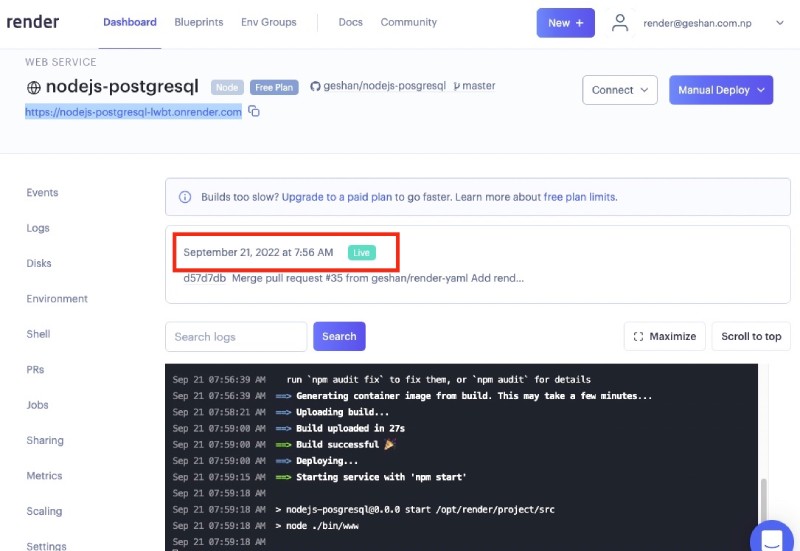 render
Dashboard
Blueprints
Env Groups
Docs
Community
New +
render@geshan.com.np
WEB SERVICE
nodejs-postgresql
Node
Free Plan
geshan/nodejs-posgresql
master
Connect
Manual Deploy
https://nodejs-postgresql-lwbt.onrender.com
Events
Logs
Disks
Environment
Shell
PRs
Jobs
Sharing
Metrics
Scaling
Settings
Builds too slow? Upgrade to a paid plan to go faster. Learn more about free plan limits.
September 21, 2022 at 7:56 AM
Live
d57d7db Merge pull request #35 from geshan/render-yaml Add rend...
Search logs
Search
Maximize
Scroll to top
Sep 21 07:56:39 AM run `npm audit fix` to fix them, or `npm audit` for details
Sep 21 07:56:39 AM ==> Generating container image from build. This may take a few minutes...
Sep 21 07:58:21 AM ==> Uploading build...
Sep 21 07:59:00 AM ==> Build uploaded in 27s
Sep 21 07:59:00 AM ==> Build successful 🎉
Sep 21 07:59:00 AM ==> Deploying...
Sep 21 07:59:15 AM ==> Starting service with 'npm start'
Sep 21 07:59:18 AM
Sep 21 07:59:18 AM > nodejs-posgresql@0.0.0 start /opt/render/project/src
Sep 21 07:59:18 AM > node ./bin/www
Sep 21 07:59:18 AM